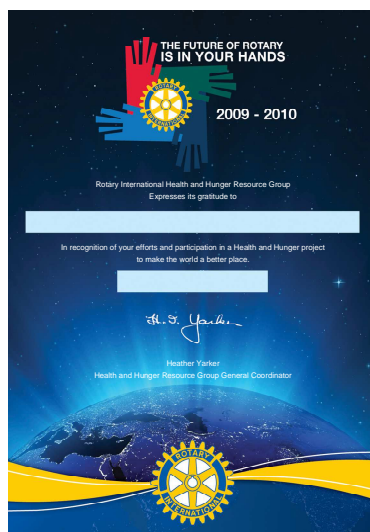 THE FUTURE OF ROTARY
IS IN YOUR HANDS
ROTARY
INTERNATIONAL
2009 - 2010
Rotary International Health and Hunger Resource Group
Expresses its gratitude to
In recognition of your efforts and participation in a Health and Hunger project
to make the world a better place.
H. J. Yarker
Heather Yarker
Health and Hunger Resource Group General Coordinator
ROTARY
INTERNATIONAL